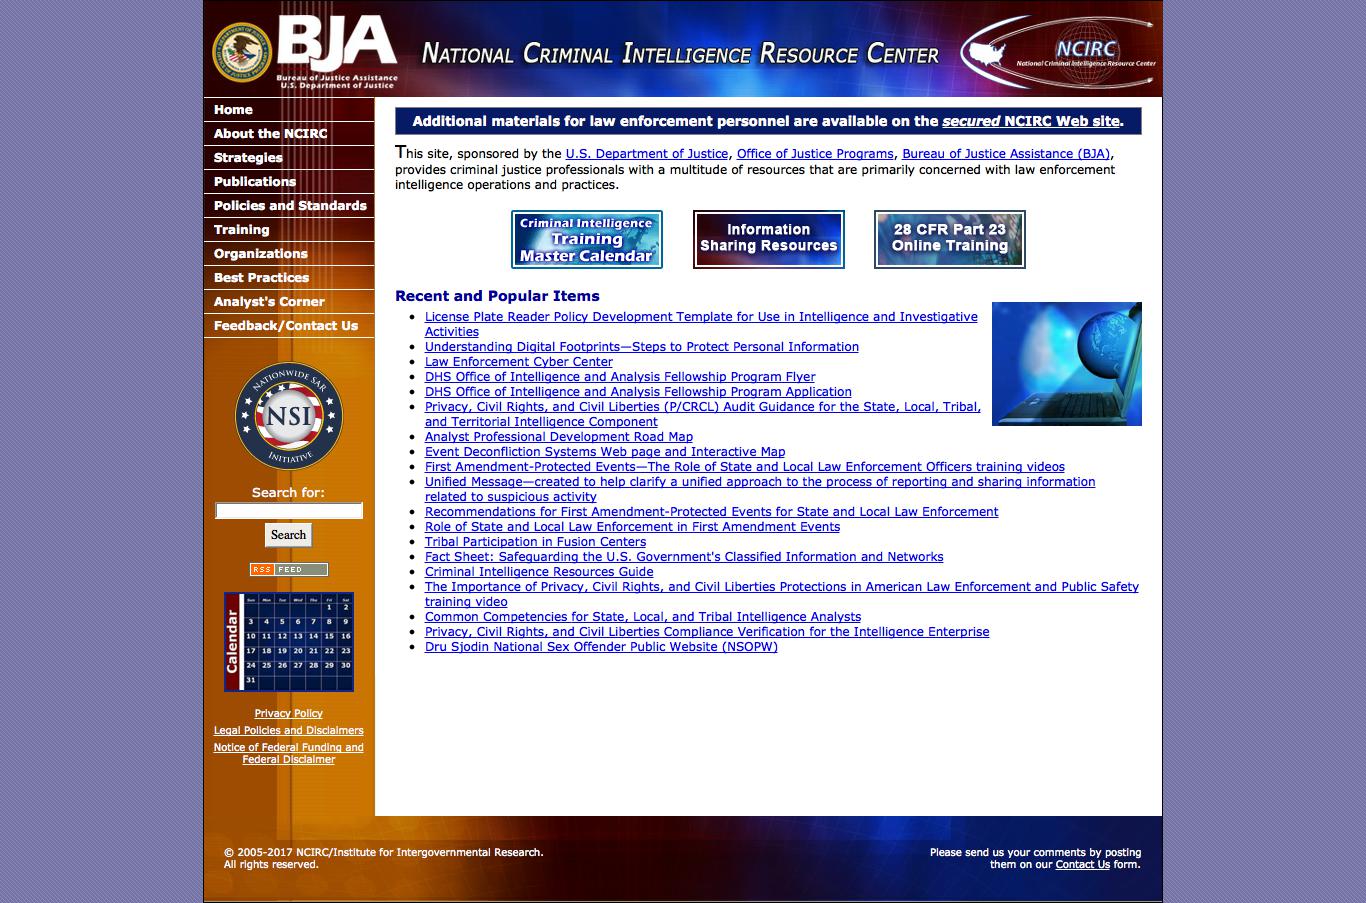 BJA
Bureau of Justice Assistance
U.S. Department of Justice
National Criminal Intelligence Resource Center
NCIRC
National Criminal Intelligence Resource Center
Home
About the NCIRC
Strategies
Publications
Policies and Standards
Training
Organizations
Best Practices
Analyst's Corner
Feedback/Contact Us
NATIONWIDE SAR
NSI
INITIATIVE
Search for:
Search
RSS FEED
Calendar
Sun Mon Tue Wed Thu Fri Sat
1 2
3 4 5 6 7 8 9
10 11 12 13 14 15 16
17 18 19 20 21 22 23
24 25 26 27 28 29 30
31
Privacy Policy
Legal Policies and Disclaimers
Notice of Federal Funding and
Federal Disclaimer
Additional materials for law enforcement personnel are available on the secured NCIRC Web site.
This site, sponsored by the U.S. Department of Justice, Office of Justice Programs, Bureau of Justice Assistance (BJA),
provides criminal justice professionals with a multitude of resources that are primarily concerned with law enforcement
intelligence operations and practices.
Criminal Intelligence
Training
Master Calendar
Information
Sharing Resources
28 CFR Part 23
Online Training
Recent and Popular Items
License Plate Reader Policy Development Template for Use in Intelligence and Investigative
Activities
Understanding Digital Footprints—Steps to Protect Personal Information
Law Enforcement Cyber Center
DHS Office of Intelligence and Analysis Fellowship Program Flyer
DHS Office of Intelligence and Analysis Fellowship Program Application
Privacy, Civil Rights, and Civil Liberties (P/CRCL) Audit Guidance for the State, Local, Tribal,
and Territorial Intelligence Component
Analyst Professional Development Road Map
Event Deconfliction Systems Web page and Interactive Map
First Amendment-Protected Events—The Role of State and Local Law Enforcement Officers training videos
Unified Message—created to help clarify a unified approach to the process of reporting and sharing information
related to suspicious activity
Recommendations for First Amendment-Protected Events for State and Local Law Enforcement
Role of State and Local Law Enforcement in First Amendment Events
Tribal Participation in Fusion Centers
Fact Sheet: Safeguarding the U.S. Government's Classified Information and Networks
Criminal Intelligence Resources Guide
The Importance of Privacy, Civil Rights, and Civil Liberties Protections in American Law Enforcement and Public Safety
training video
Common Competencies for State, Local, and Tribal Intelligence Analysts
Privacy, Civil Rights, and Civil Liberties Compliance Verification for the Intelligence Enterprise
Dru Sjodin National Sex Offender Public Website (NSOPW)
© 2005-2017 NCIRC/Institute for Intergovernmental Research.
All rights reserved.
Please send us your comments by posting
them on our Contact Us form.